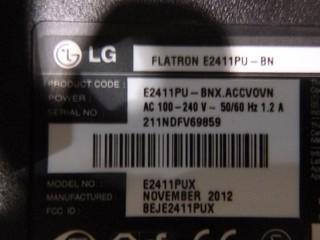 LG FLATRON E2411PU-BN
PRODUCT CODE : E2411PU-BNX.ACCVOVN
POWER : AC 100-240 V ~ 50/60 Hz 1.2 A
SERIAL NO : 211NDFV69859
MODEL NO : E2411PUX
MANUFACTURED : NOVEMBER 2012
FCC ID : BEJE2411PUX